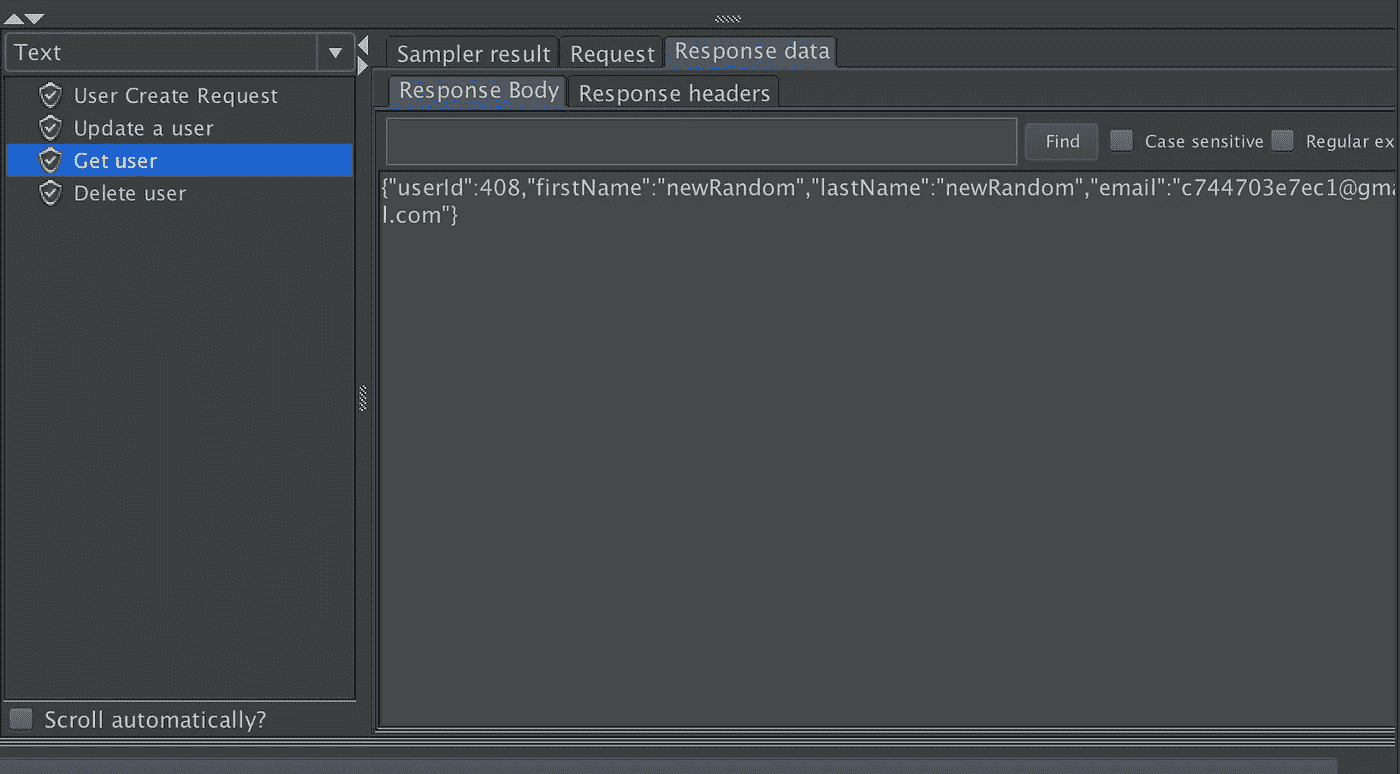 Text
User Create Request
Update a user
Get user
Delete user
Scroll automatically?
Sampler result Request Response data
Response Body Response headers
Find Case sensitive Regular ex
{"userId":408,"firstName":"newRandom","lastName":"newRandom","email":"c744703e7ec1@gma
l.com"}